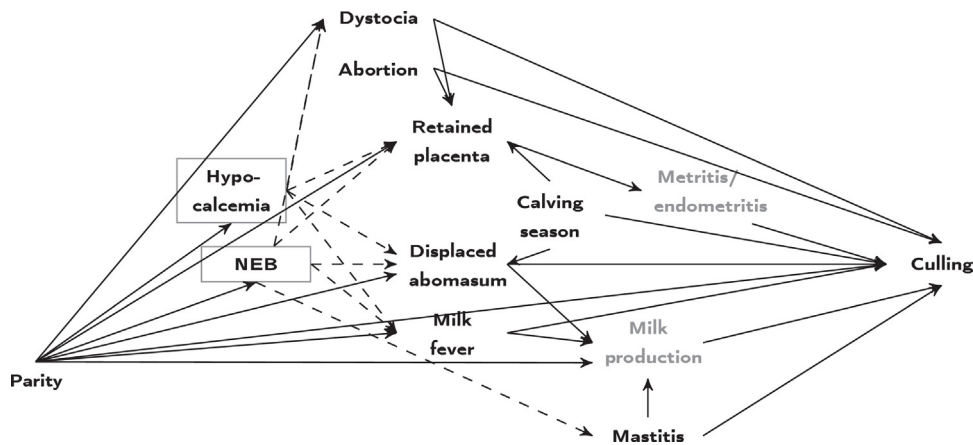 Dystocia
Abortion
Retained
placenta
Hypo-
calcemia
Metritis/
endometritis
Calving
season
NEB
Displaced
abomasum
Culling
Milk
fever
Milk
production
Parity
Mastitis